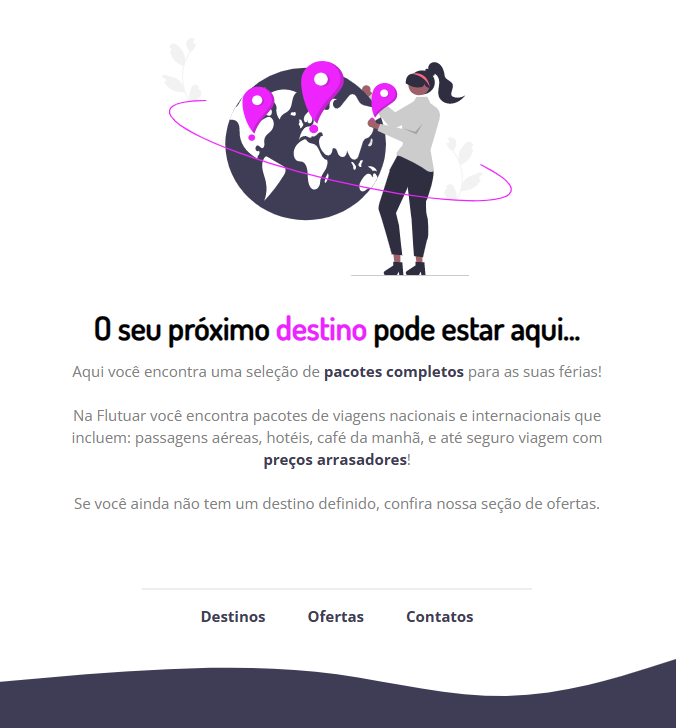 O seu próximo destino pode estar aqui...
Aqui você encontra uma seleção de pacotes completos para as suas férias!
Na Flutuar você encontra pacotes de viagens nacionais e internacionais que
incluem: passagens aéreas, hotéis, café da manhã, e até seguro viagem com
preços arrasadores!
Se você ainda não tem um destino definido, confira nossa seção de ofertas.
Destinos Ofertas Contatos